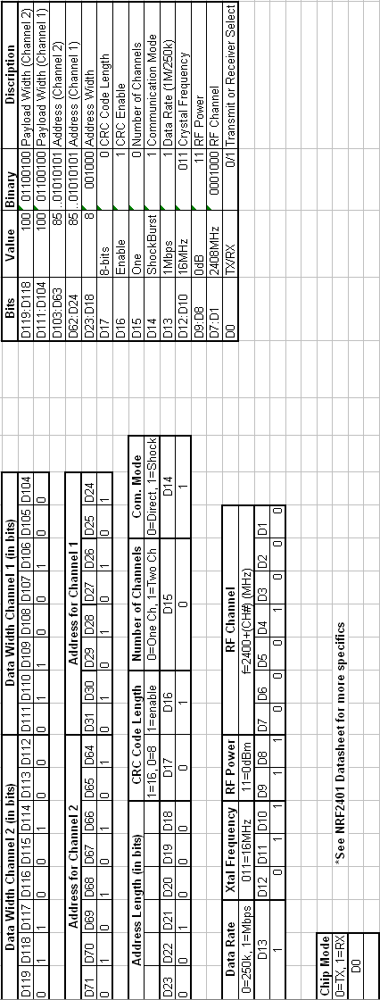 Data Width Channel 2 (in bits) Data Width Channel 1 (in bits)
D119 D118 D117 D116 D115 D114 D113 D112 D111 D110 D109 D108 D107 D106 D105 D104
0 1 1 0 0 1 0 0 0 1 1 0 0 1 0 0
Address for Channel 2 Address for Channel 1
D71 D70 D69 D68 D67 D66 D65 D64 D31 D30 D29 D28 D27 D26 D25 D24
0 1 0 1 0 1 0 1 0 1 0 1 0 1 0 1
Address Length (in bits) CRC Code Length Number of Channels Com. Mode
1=16, 0=8 1=enable 0=One Ch, 1=Two Ch 0=Direct, 1=Shock
D23 D22 D21 D20 D19 D18 D17 D16 D15 D14
0 0 1 0 0 0 0 1 0 1
Data Rate Xtal Frequency RF Power RF Channel
0=250k, 1=Mbps 011=16MHz 11=0dBm f=2400+(CH#) (MHz)
D13 D12 D11 D10 D9 D8 D7 D6 D5 D4 D3 D2 D1
1 0 1 1 1 1 0 0 0 1 0 0 0
Chip Mode
0=TX, 1=RX
D0
*See NRF2401 Datasheet for more specifics
Bits Value Binary Discription
D119:D118 100 01100100 Payload Width (Channel 2)
D111:D104 100 01100100 Payload Width (Channel 1)
D103:D63 85 ..01010101 Address (Channel 2)
D62:D24 85 ..01010101 Address (Channel 1)
D23:D18 8 001000 Address Width
D17 8-bits 0 CRC Code Length
D16 Enable 1 CRC Enable
D15 One 0 Number of Channels
D14 ShockBurst 1 Communication Mode
D13 1Mbps 1 Data Rate (1M/250k)
D12:D10 16MHz 011 Crystal Frequency
D9:D8 0dB 11 RF Power
D7:D1 2408MHz 0001000 RF Channel
D0 TX/RX 0/1 Transmit or Receiver Select